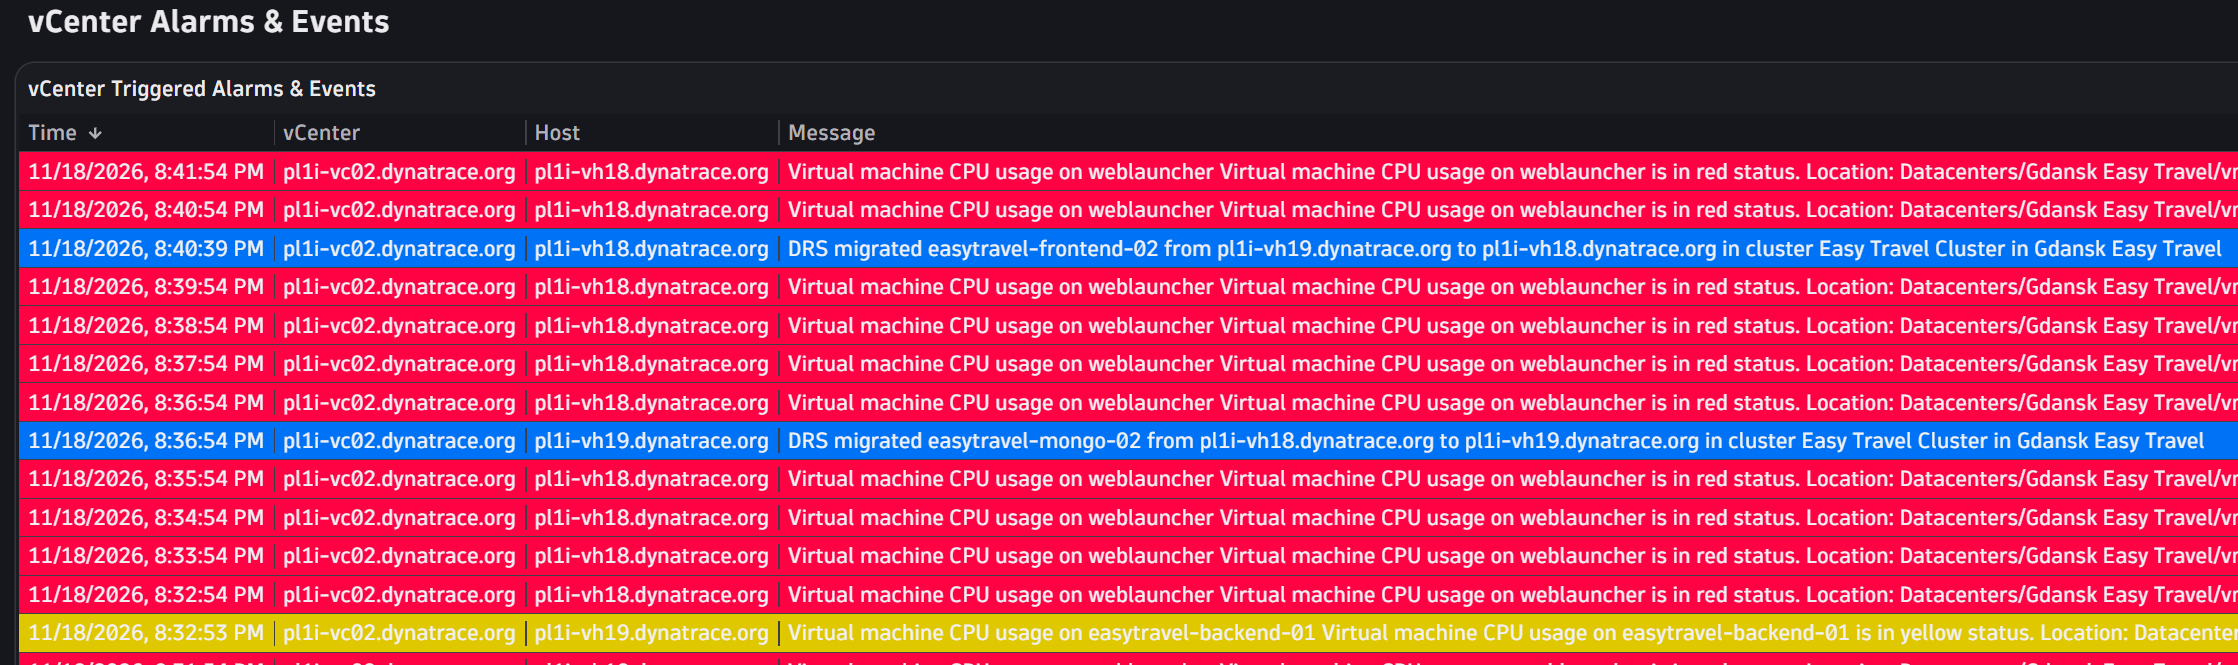 vCenter Alarms & Events
vCenter Triggered Alarms & Events
Time ↓ vCenter Host Message
11/18/2026, 8:41:54 PM pl1i-vc02.dynatrace.org pl1i-vh18.dynatrace.org Virtual machine CPU usage on weblauncher Virtual machine CPU usage on weblauncher is in red status. Location: Datacenters/Gdansk Easy Travel/
11/18/2026, 8:40:54 PM pl1i-vc02.dynatrace.org pl1i-vh18.dynatrace.org Virtual machine CPU usage on weblauncher Virtual machine CPU usage on weblauncher is in red status. Location: Datacenters/Gdansk Easy Travel/
11/18/2026, 8:40:39 PM pl1i-vc02.dynatrace.org pl1i-vh18.dynatrace.org DRS migrated easytravel-frontend-02 from pl1i-vh19.dynatrace.org to pl1i-vh18.dynatrace.org in cluster Easy Travel Cluster in Gdansk Easy Travel
11/18/2026, 8:39:54 PM pl1i-vc02.dynatrace.org pl1i-vh18.dynatrace.org Virtual machine CPU usage on weblauncher Virtual machine CPU usage on weblauncher is in red status. Location: Datacenters/Gdansk Easy Travel/
11/18/2026, 8:38:54 PM pl1i-vc02.dynatrace.org pl1i-vh18.dynatrace.org Virtual machine CPU usage on weblauncher Virtual machine CPU usage on weblauncher is in red status. Location: Datacenters/Gdansk Easy Travel/
11/18/2026, 8:37:54 PM pl1i-vc02.dynatrace.org pl1i-vh18.dynatrace.org Virtual machine CPU usage on weblauncher Virtual machine CPU usage on weblauncher is in red status. Location: Datacenters/Gdansk Easy Travel/
11/18/2026, 8:36:54 PM pl1i-vc02.dynatrace.org pl1i-vh18.dynatrace.org Virtual machine CPU usage on weblauncher Virtual machine CPU usage on weblauncher is in red status. Location: Datacenters/Gdansk Easy Travel/
11/18/2026, 8:36:54 PM pl1i-vc02.dynatrace.org pl1i-vh19.dynatrace.org DRS migrated easytravel-mongo-02 from pl1i-vh18.dynatrace.org to pl1i-vh19.dynatrace.org in cluster Easy Travel Cluster in Gdansk Easy Travel
11/18/2026, 8:35:54 PM pl1i-vc02.dynatrace.org pl1i-vh18.dynatrace.org Virtual machine CPU usage on weblauncher Virtual machine CPU usage on weblauncher is in red status. Location: Datacenters/Gdansk Easy Travel/
11/18/2026, 8:34:54 PM pl1i-vc02.dynatrace.org pl1i-vh18.dynatrace.org Virtual machine CPU usage on weblauncher Virtual machine CPU usage on weblauncher is in red status. Location: Datacenters/Gdansk Easy Travel/
11/18/2026, 8:33:54 PM pl1i-vc02.dynatrace.org pl1i-vh18.dynatrace.org Virtual machine CPU usage on weblauncher Virtual machine CPU usage on weblauncher is in red status. Location: Datacenters/Gdansk Easy Travel/
11/18/2026, 8:32:54 PM pl1i-vc02.dynatrace.org pl1i-vh18.dynatrace.org Virtual machine CPU usage on weblauncher Virtual machine CPU usage on weblauncher is in red status. Location: Datacenters/Gdansk Easy Travel/
11/18/2026, 8:32:53 PM pl1i-vc02.dynatrace.org pl1i-vh19.dynatrace.org Virtual machine CPU usage on easytravel-backend-01 Virtual machine CPU usage on easytravel-backend-01 is in yellow status. Location: Datacente